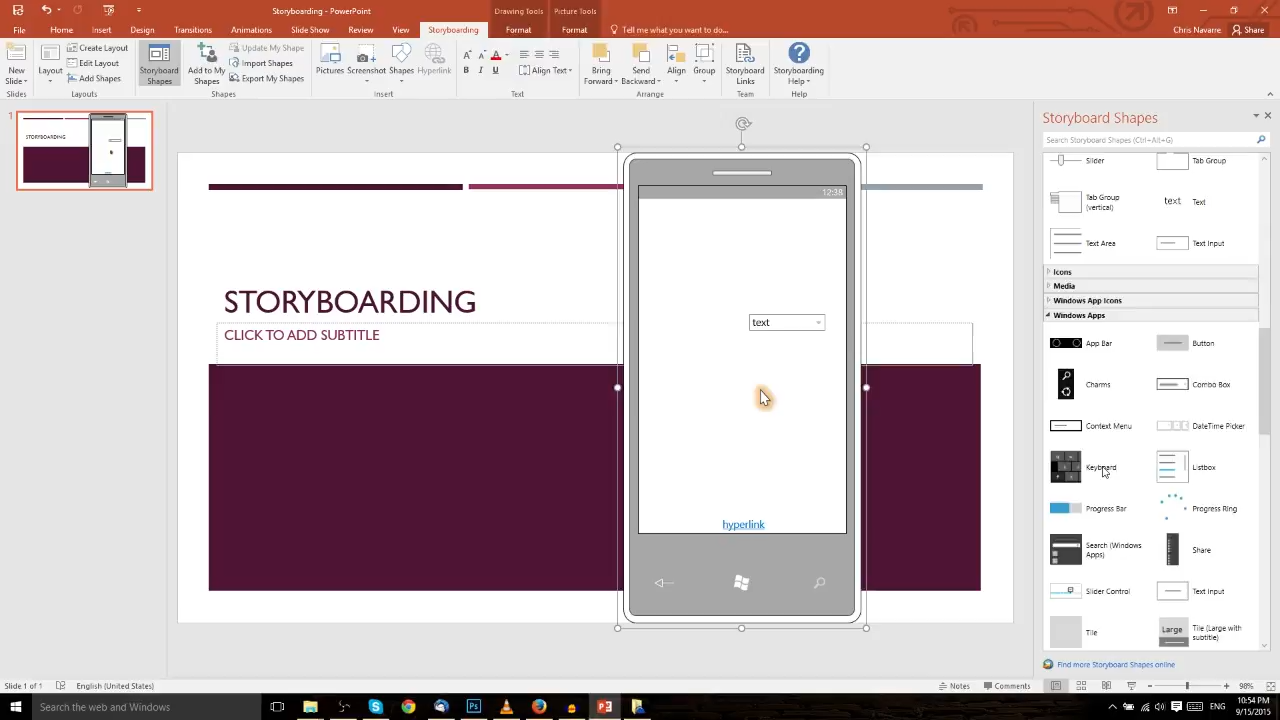 Storyboarding - PowerPoint
Drawing Tools
Picture Tools
File
Home
Insert
Design
Transitions
Animations
Slide Show
Review
View
Storyboarding
Format
Format
Tell me what you want to do...
Chris Navarre
Share
New Slide
Layout
Create Layout
Edit Layout
Add Shapes
Storyboard Shapes
Add to My Shapes
Update My Shape
Import Shapes
Export My Shapes
Pictures
Screenshot
Shapes
Hyperlink
A
A
A
B
I
U
Align Text
Bring Forward
Send Backward
Align
Group
Storyboard Links
Storyboarding Help
Slides
Layouts
Shapes
Insert
Text
Arrange
Team
Help
1
STORYBOARDING
12:38
STORYBOARDING
CLICK TO ADD SUBTITLE
text
hyperlink
Storyboard Shapes
Search Storyboard Shapes (Ctrl+Alt+G)
Slider
Tab Group
Tab Group (vertical)
text
Text
Text Area
Text Input
Icons
Media
Windows App Icons
Windows Apps
App Bar
Button
Charms
Combo Box
Context Menu
DateTime Picker
Keyboard
Listbox
Progress Bar
Progress Ring
Search (Windows Apps)
Share
Slider Control
Text Input
Tile
Large
Tile (Large with subtitle)
Find more Storyboard Shapes online
Slide 1 of 1
English (United States)
Notes
Comments
98%
Search the web and Windows
ENG
10:54 PM
9/15/2015